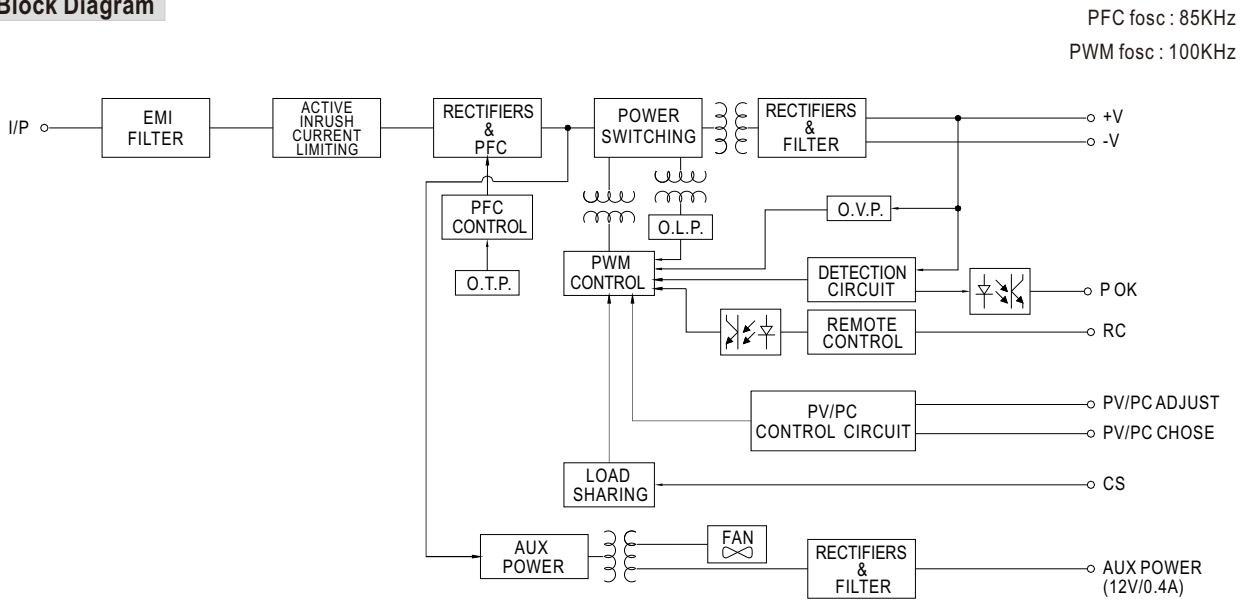 Block Diagram
PFC fosc : 85KHz
PWM fosc : 100KHz
I/P
EMI
FILTER
ACTIVE
INRUSH
CURRENT
LIMITING
RECTIFIERS
&
PFC
POWER
SWITCHING
RECTIFIERS
&
FILTER
+V
-V
PFC
CONTROL
O.L.P.
O.V.P.
O.T.P.
PWM
CONTROL
DETECTION
CIRCUIT
P OK
REMOTE
CONTROL
RC
PV/PC
CONTROL CIRCUIT
PV/PC ADJUST
PV/PC CHOSE
LOAD
SHARING
CS
AUX
POWER
FAN
RECTIFIERS
&
FILTER
AUX POWER
(12V/0.4A)